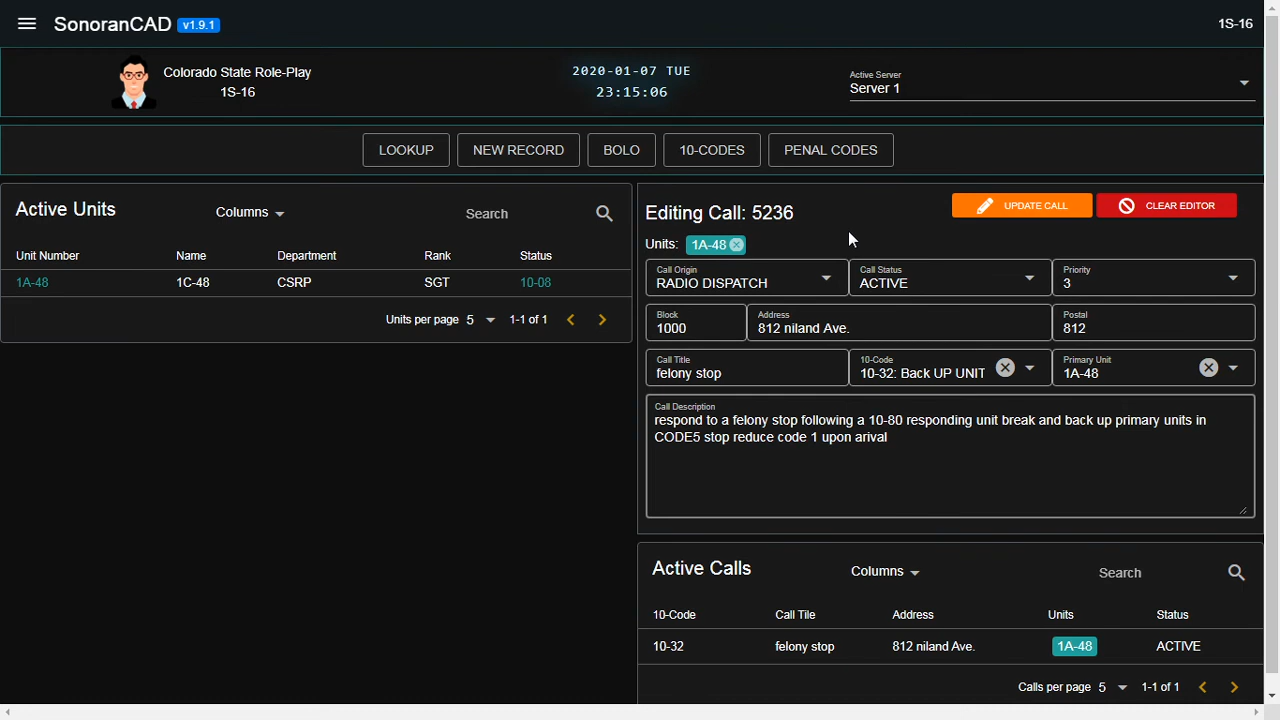 SonoranCAD v1.9.1
1S-16
Colorado State Role-Play
1S-16
2020-01-07 TUE
23:15:06
Active Server
Server 1
LOOKUP NEW RECORD BOLO 10-CODES PENAL CODES
Active Units
Columns
Search
Unit Number Name Department Rank Status
1A-48 1C-48 CSRP SGT 10-08
Units per page 5 1-1 of 1
Editing Call: 5236
UPDATE CALL
CLEAR EDITOR
Units: 1A-48
Call Origin
RADIO DISPATCH
Call Status
ACTIVE
Priority
3
Block
1000
Address
812 niland Ave.
Postal
812
Call Title
felony stop
10-Code
10-32: Back UP UNIT
Primary Unit
1A-48
Call Description
respond to a felony stop following a 10-80 responding unit break and back up primary units in
CODE5 stop reduce code 1 upon arival
Active Calls
Columns
Search
10-Code Call Tile Address Units Status
10-32 felony stop 812 niland Ave. 1A-48 ACTIVE
Calls per page 5 1-1 of 1